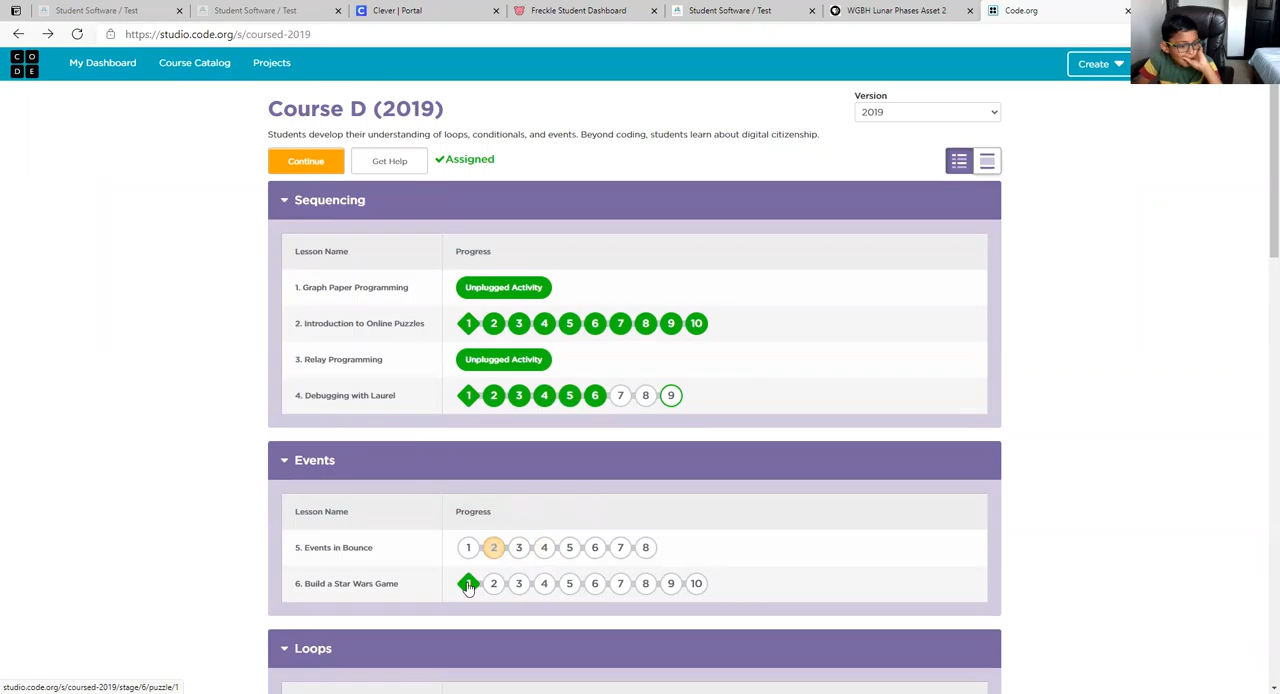 Student Software / Test
Student Software / Test
Clever | Portal
Freckle Student Dashboard
Student Software / Test
WGBH Lunar Phases Asset 2
Code.org
https://studio.code.org/s/coursed-2019
C O D E
My Dashboard
Course Catalog
Projects
Create
Course D (2019)
Version
2019
Students develop their understanding of loops, conditionals, and events. Beyond coding, students learn about digital citizenship.
Continue
Get Help
Assigned
Sequencing
Lesson Name Progress
1. Graph Paper Programming Unplugged Activity
2. Introduction to Online Puzzles 1 2 3 4 5 6 7 8 9 10
3. Relay Programming Unplugged Activity
4. Debugging with Laurel 1 2 3 4 5 6 7 8 9
Events
Lesson Name Progress
5. Events in Bounce 1 2 3 4 5 6 7 8
6. Build a Star Wars Game 1 2 3 4 5 6 7 8 9 10
Loops
studio.code.org/s/coursed-2019/stage/6/puzzle/1